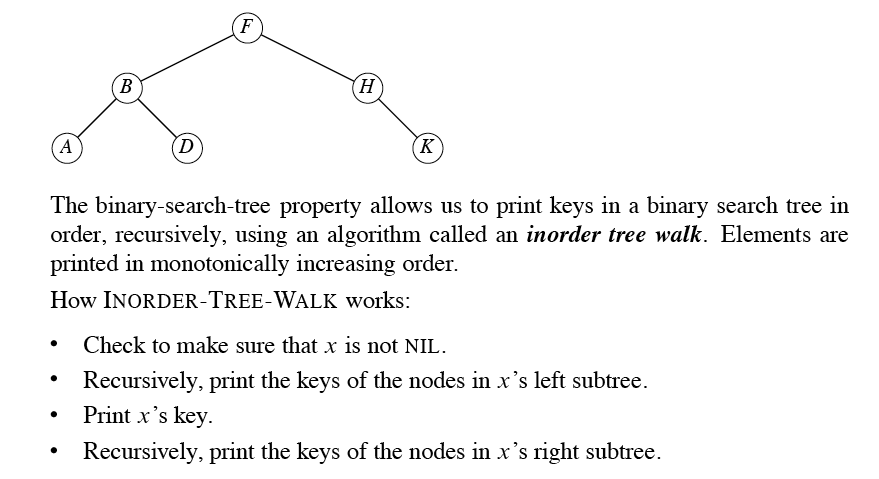 F
B
H
A
D
K
The binary-search-tree property allows us to print keys in a binary search tree in
order, recursively, using an algorithm called an inorder tree walk. Elements are
printed in monotonically increasing order.
How INORDER-TREE-WALK works:
• Check to make sure that x is not NIL.
• Recursively, print the keys of the nodes in x’s left subtree.
• Print x’s key.
• Recursively, print the keys of the nodes in x’s right subtree.